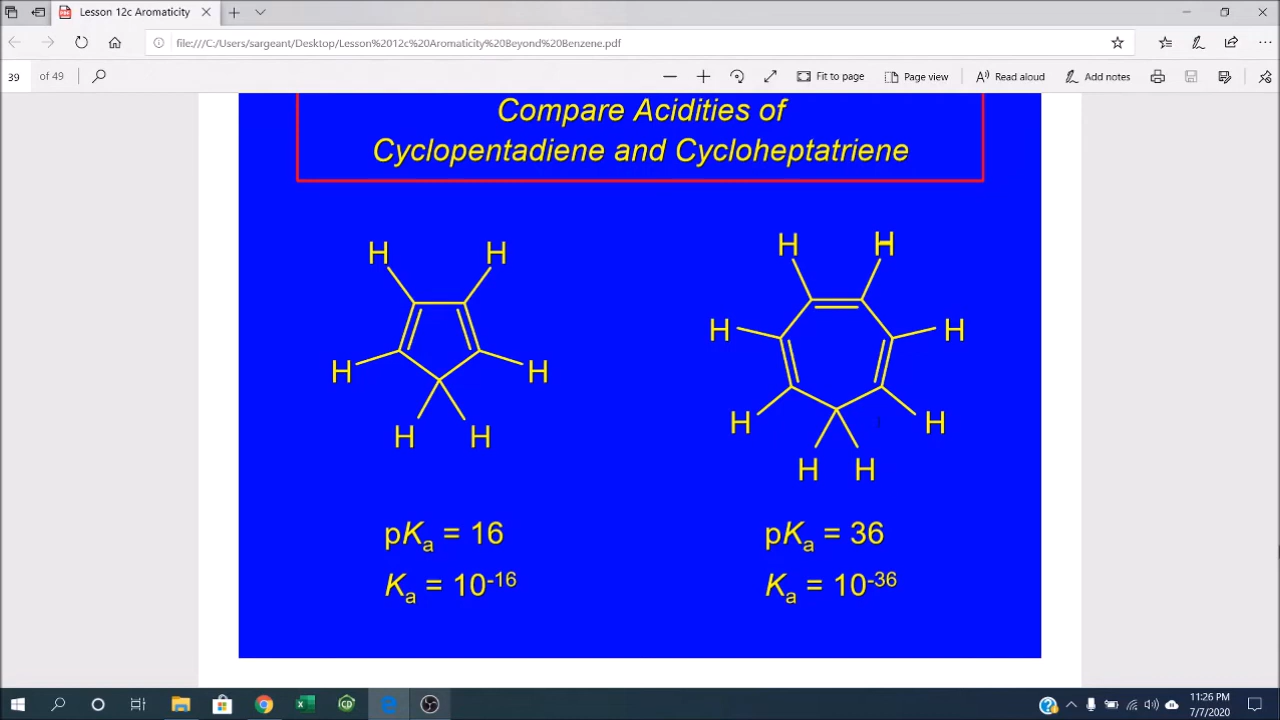 Lesson 12c Aromaticity
file:///C:/Users/sargeant/Desktop/Lesson%2012c%20Aromaticity%20Beyond%20Benzene.pdf
39 of 49 Fit to page Page view Read aloud Add notes
Compare Acidities of
Cyclopentadiene and Cycloheptatriene
H H H H
H H
H H
H H
H H
H H
pKa = 16 pKa = 36
Ka = 10-16 Ka = 10-36
11:26 PM
7/7/2020